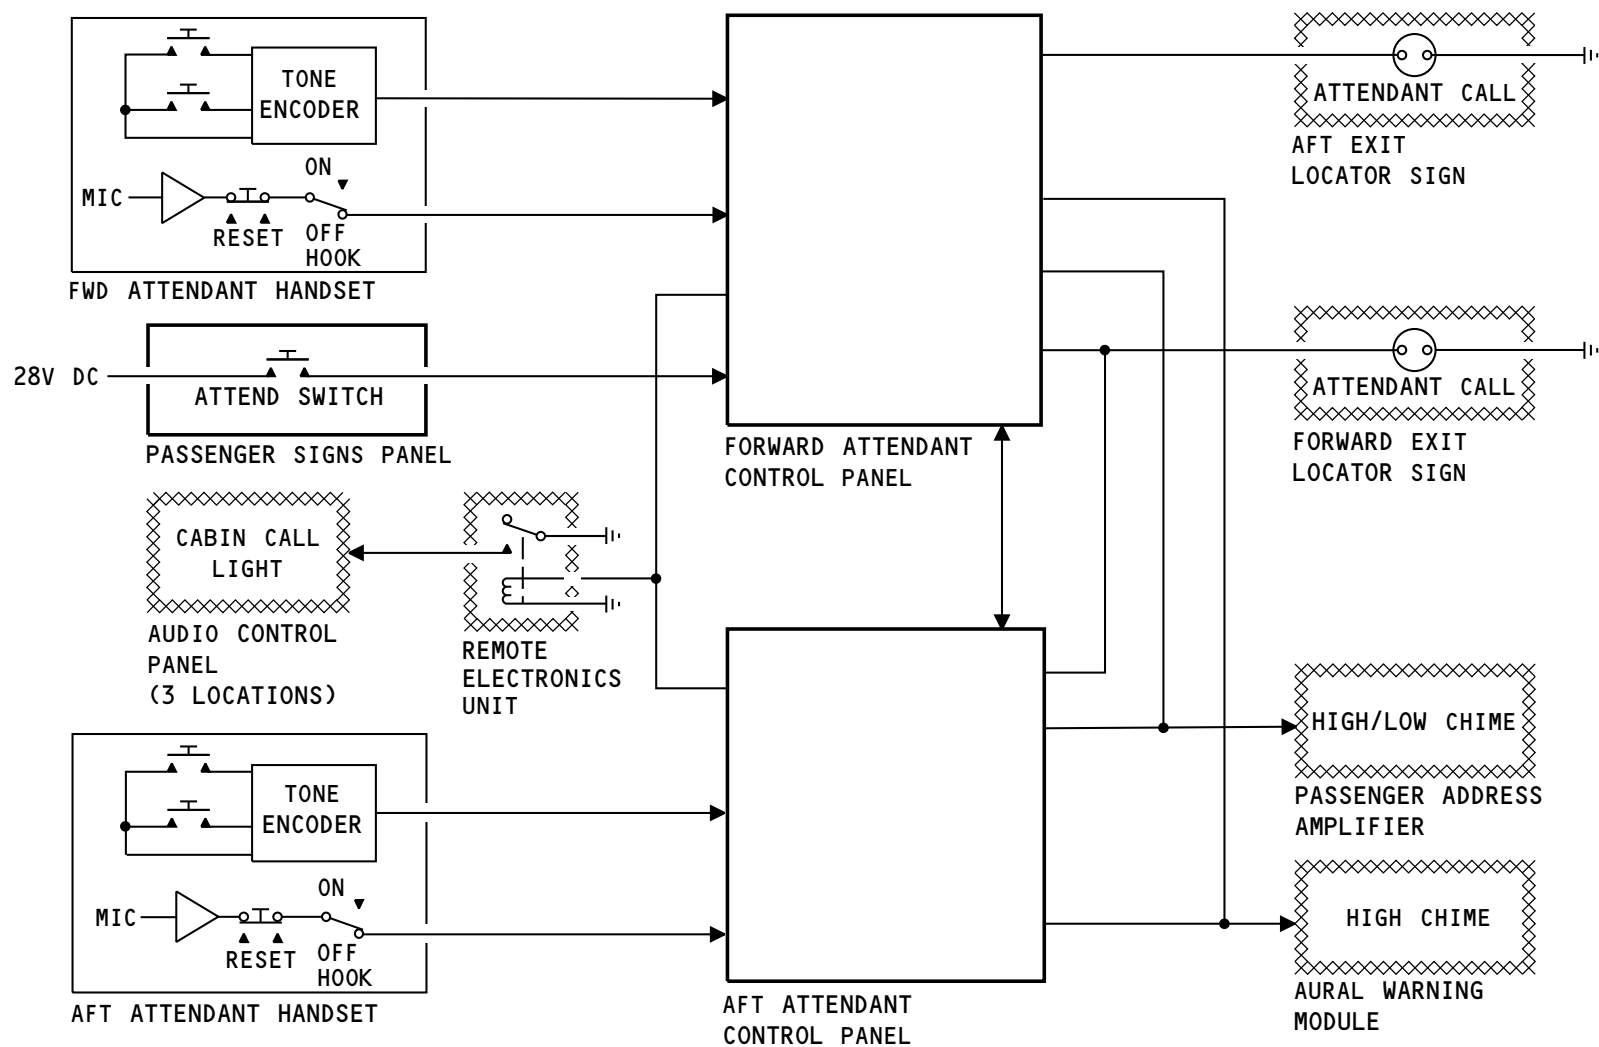 TONE
ENCODER
ON
MIC
RESET
OFF
HOOK
FWD ATTENDANT HANDSET
28V DC
ATTEND SWITCH
PASSENGER SIGNS PANEL
CABIN CALL
LIGHT
AUDIO CONTROL
PANEL
(3 LOCATIONS)
REMOTE
ELECTRONICS
UNIT
TONE
ENCODER
ON
MIC
RESET
OFF
HOOK
AFT ATTENDANT HANDSET
FORWARD ATTENDANT
CONTROL PANEL
AFT ATTENDANT
CONTROL PANEL
ATTENDANT CALL
AFT EXIT
LOCATOR SIGN
ATTENDANT CALL
FORWARD EXIT
LOCATOR SIGN
HIGH/LOW CHIME
PASSENGER ADDRESS
AMPLIFIER
HIGH CHIME
AURAL WARNING
MODULE